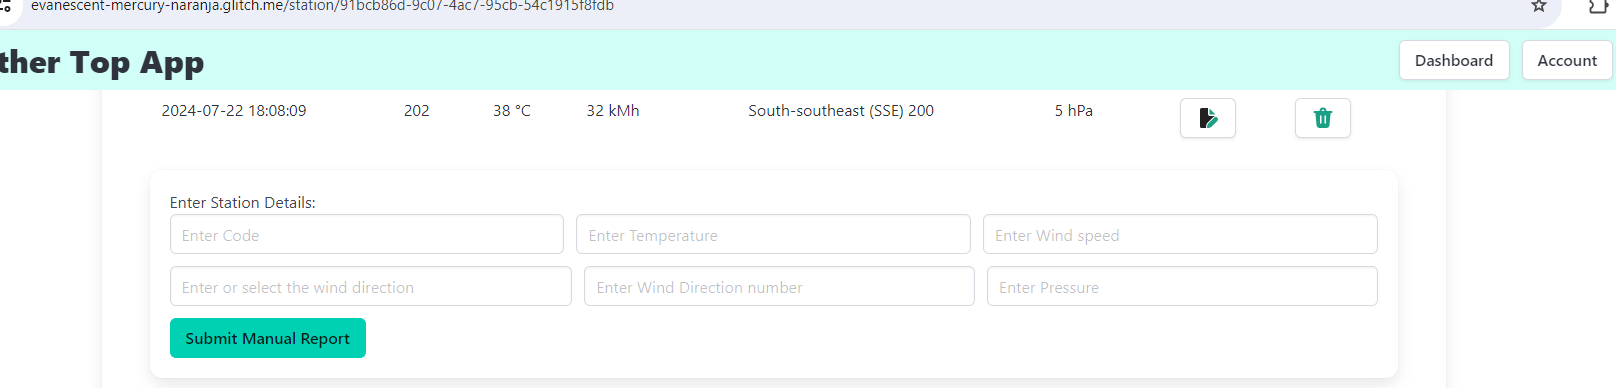 evanescent-mercury-naranja.glitch.me/station/91bcb86d-9c07-4ac7-95cb-54c1915f8fdb
ther Top App
Dashboard
Account
2024-07-22 18:08:09 202 38 °C 32 kMh South-southeast (SSE) 200 5 hPa
Enter Station Details:
Enter Code Enter Temperature Enter Wind speed
Enter or select the wind direction Enter Wind Direction number Enter Pressure
Submit Manual Report